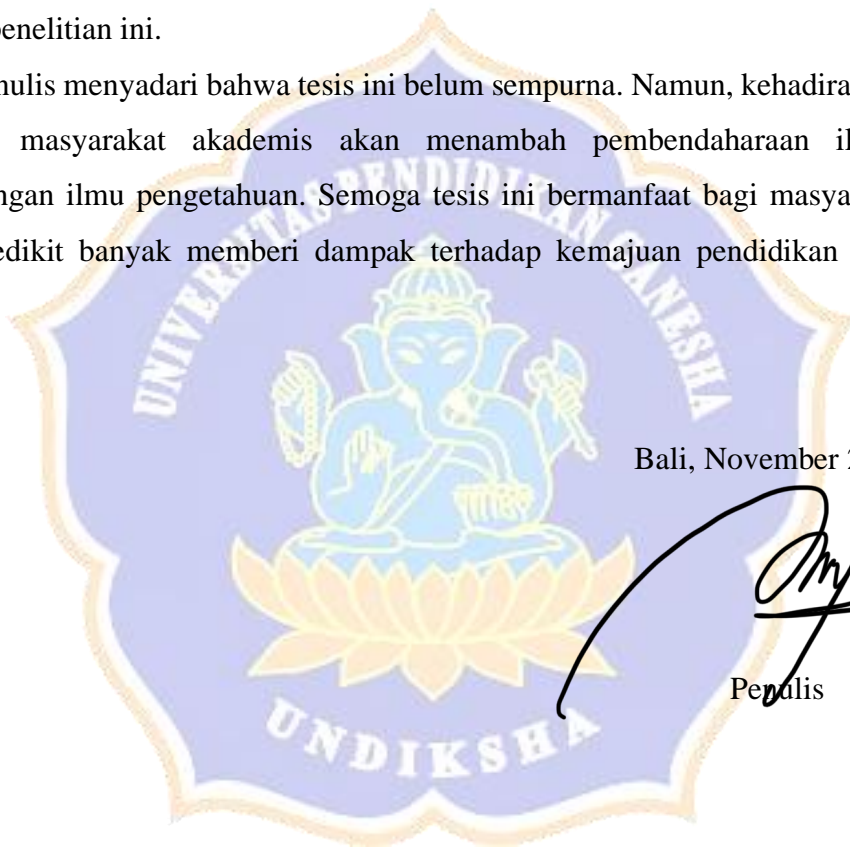 enelitian ini.
nulis menyadari bahwa tesis ini belum sempurna. Namun, kehadira
masyarakat akademis akan menambah pembendaharaan il
ngan ilmu pengetahuan. Semoga tesis ini bermanfaat bagi masya
edikit banyak memberi dampak terhadap kemajuan pendidikan
UNIVERSITAS PENDIDIKAN GANESHA
Bali, November
Penulis
UNDIKSHA